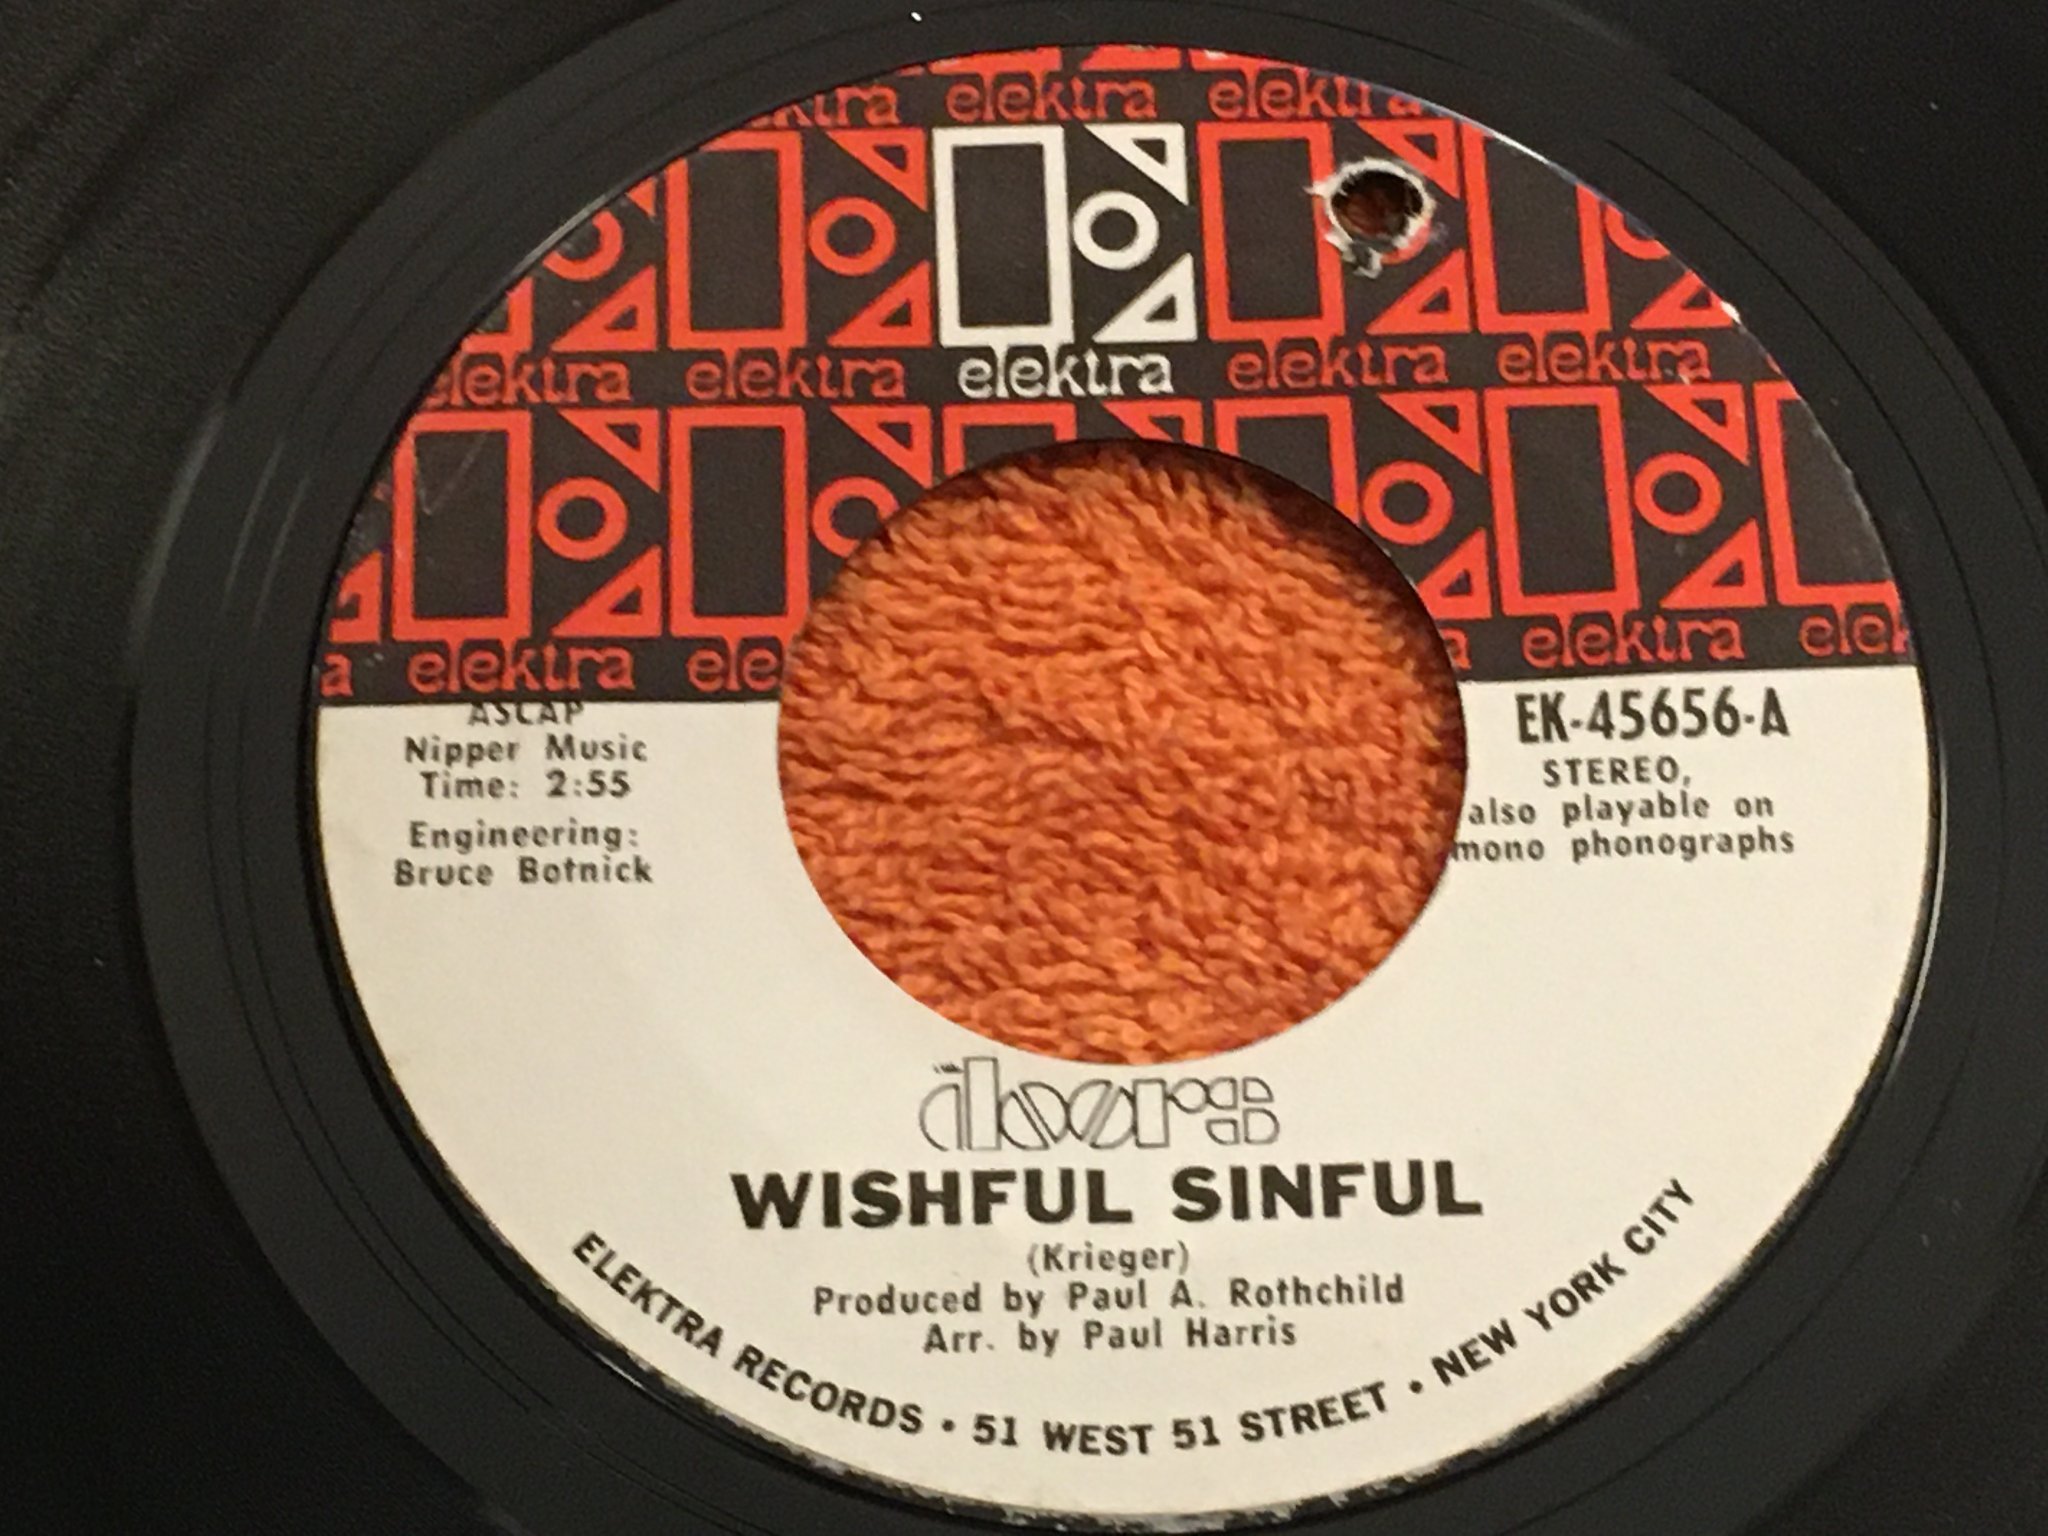 elektra elektra elektra
elektra elektra elektra elektra elektra
a elektra ele a elektra elek
ASCAP
Nipper Music
Time: 2:55
Engineering:
Bruce Botnick
EK-45656-A
STEREO,
also playable on
mono phonographs
the doors
WISHFUL SINFUL
(Krieger)
Produced by Paul A. Rothchild
Arr. by Paul Harris
ELEKTRA RECORDS • 51 WEST 51 STREET • NEW YORK CITY